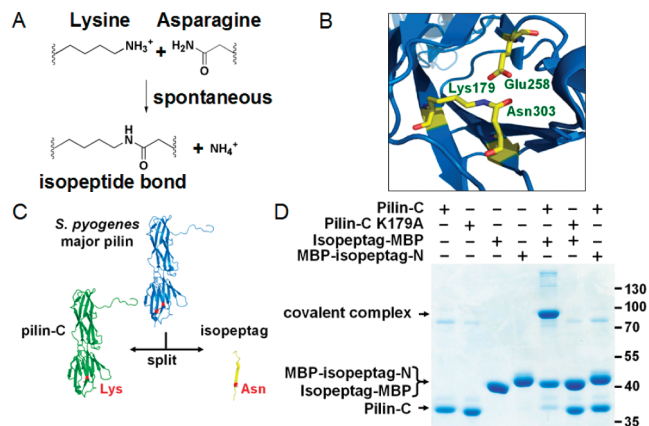 A
Lysine Asparagine
NH₃⁺ + H₂N
O
spontaneous
H
N
O
+ NH₄⁺
isopeptide bond
B
Lys179
Glu258
Asn303
C
S. pyogenes
major pilin
pilin-C
isopeptag
split
Lys
Asn
D
Pilin-C + − − − + − +
Pilin-C K179A − + − − − + −
Isopeptag-MBP − − + − + + −
MBP-isopeptag-N − − − + − − +
covalent complex
MBP-isopeptag-N
Isopeptag-MBP
Pilin-C
130
100
70
55
40
35